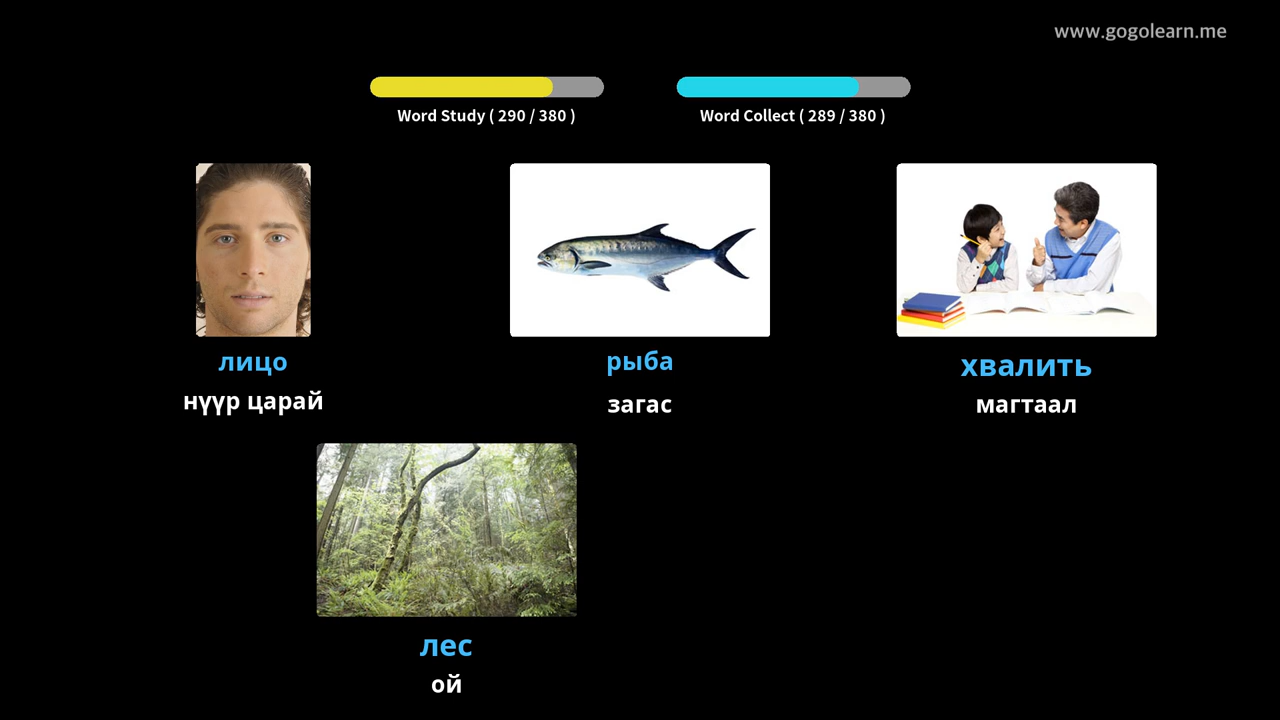 www.gogolearn.me
Word Study ( 290 / 380 )
Word Collect ( 289 / 380 )
лицо
нүүр царай
рыба
загас
хвалить
магтаал
лес
ой